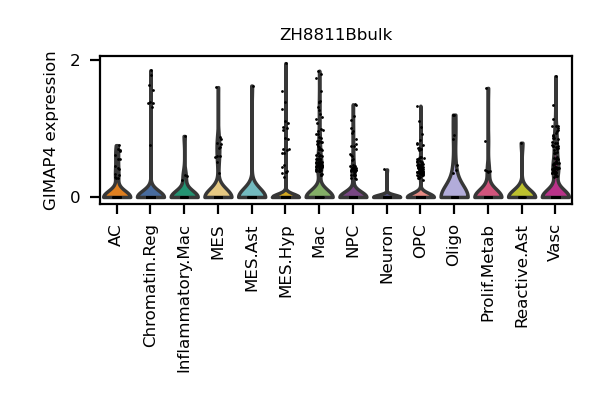 ZH8811Bbulk
GIMAP4 expression
2
0
AC
Chromatin.Reg
Inflammatory.Mac
MES
MES.Ast
MES.Hyp
Mac
NPC
Neuron
OPC
Oligo
Prolif.Metab
Reactive.Ast
Vasc